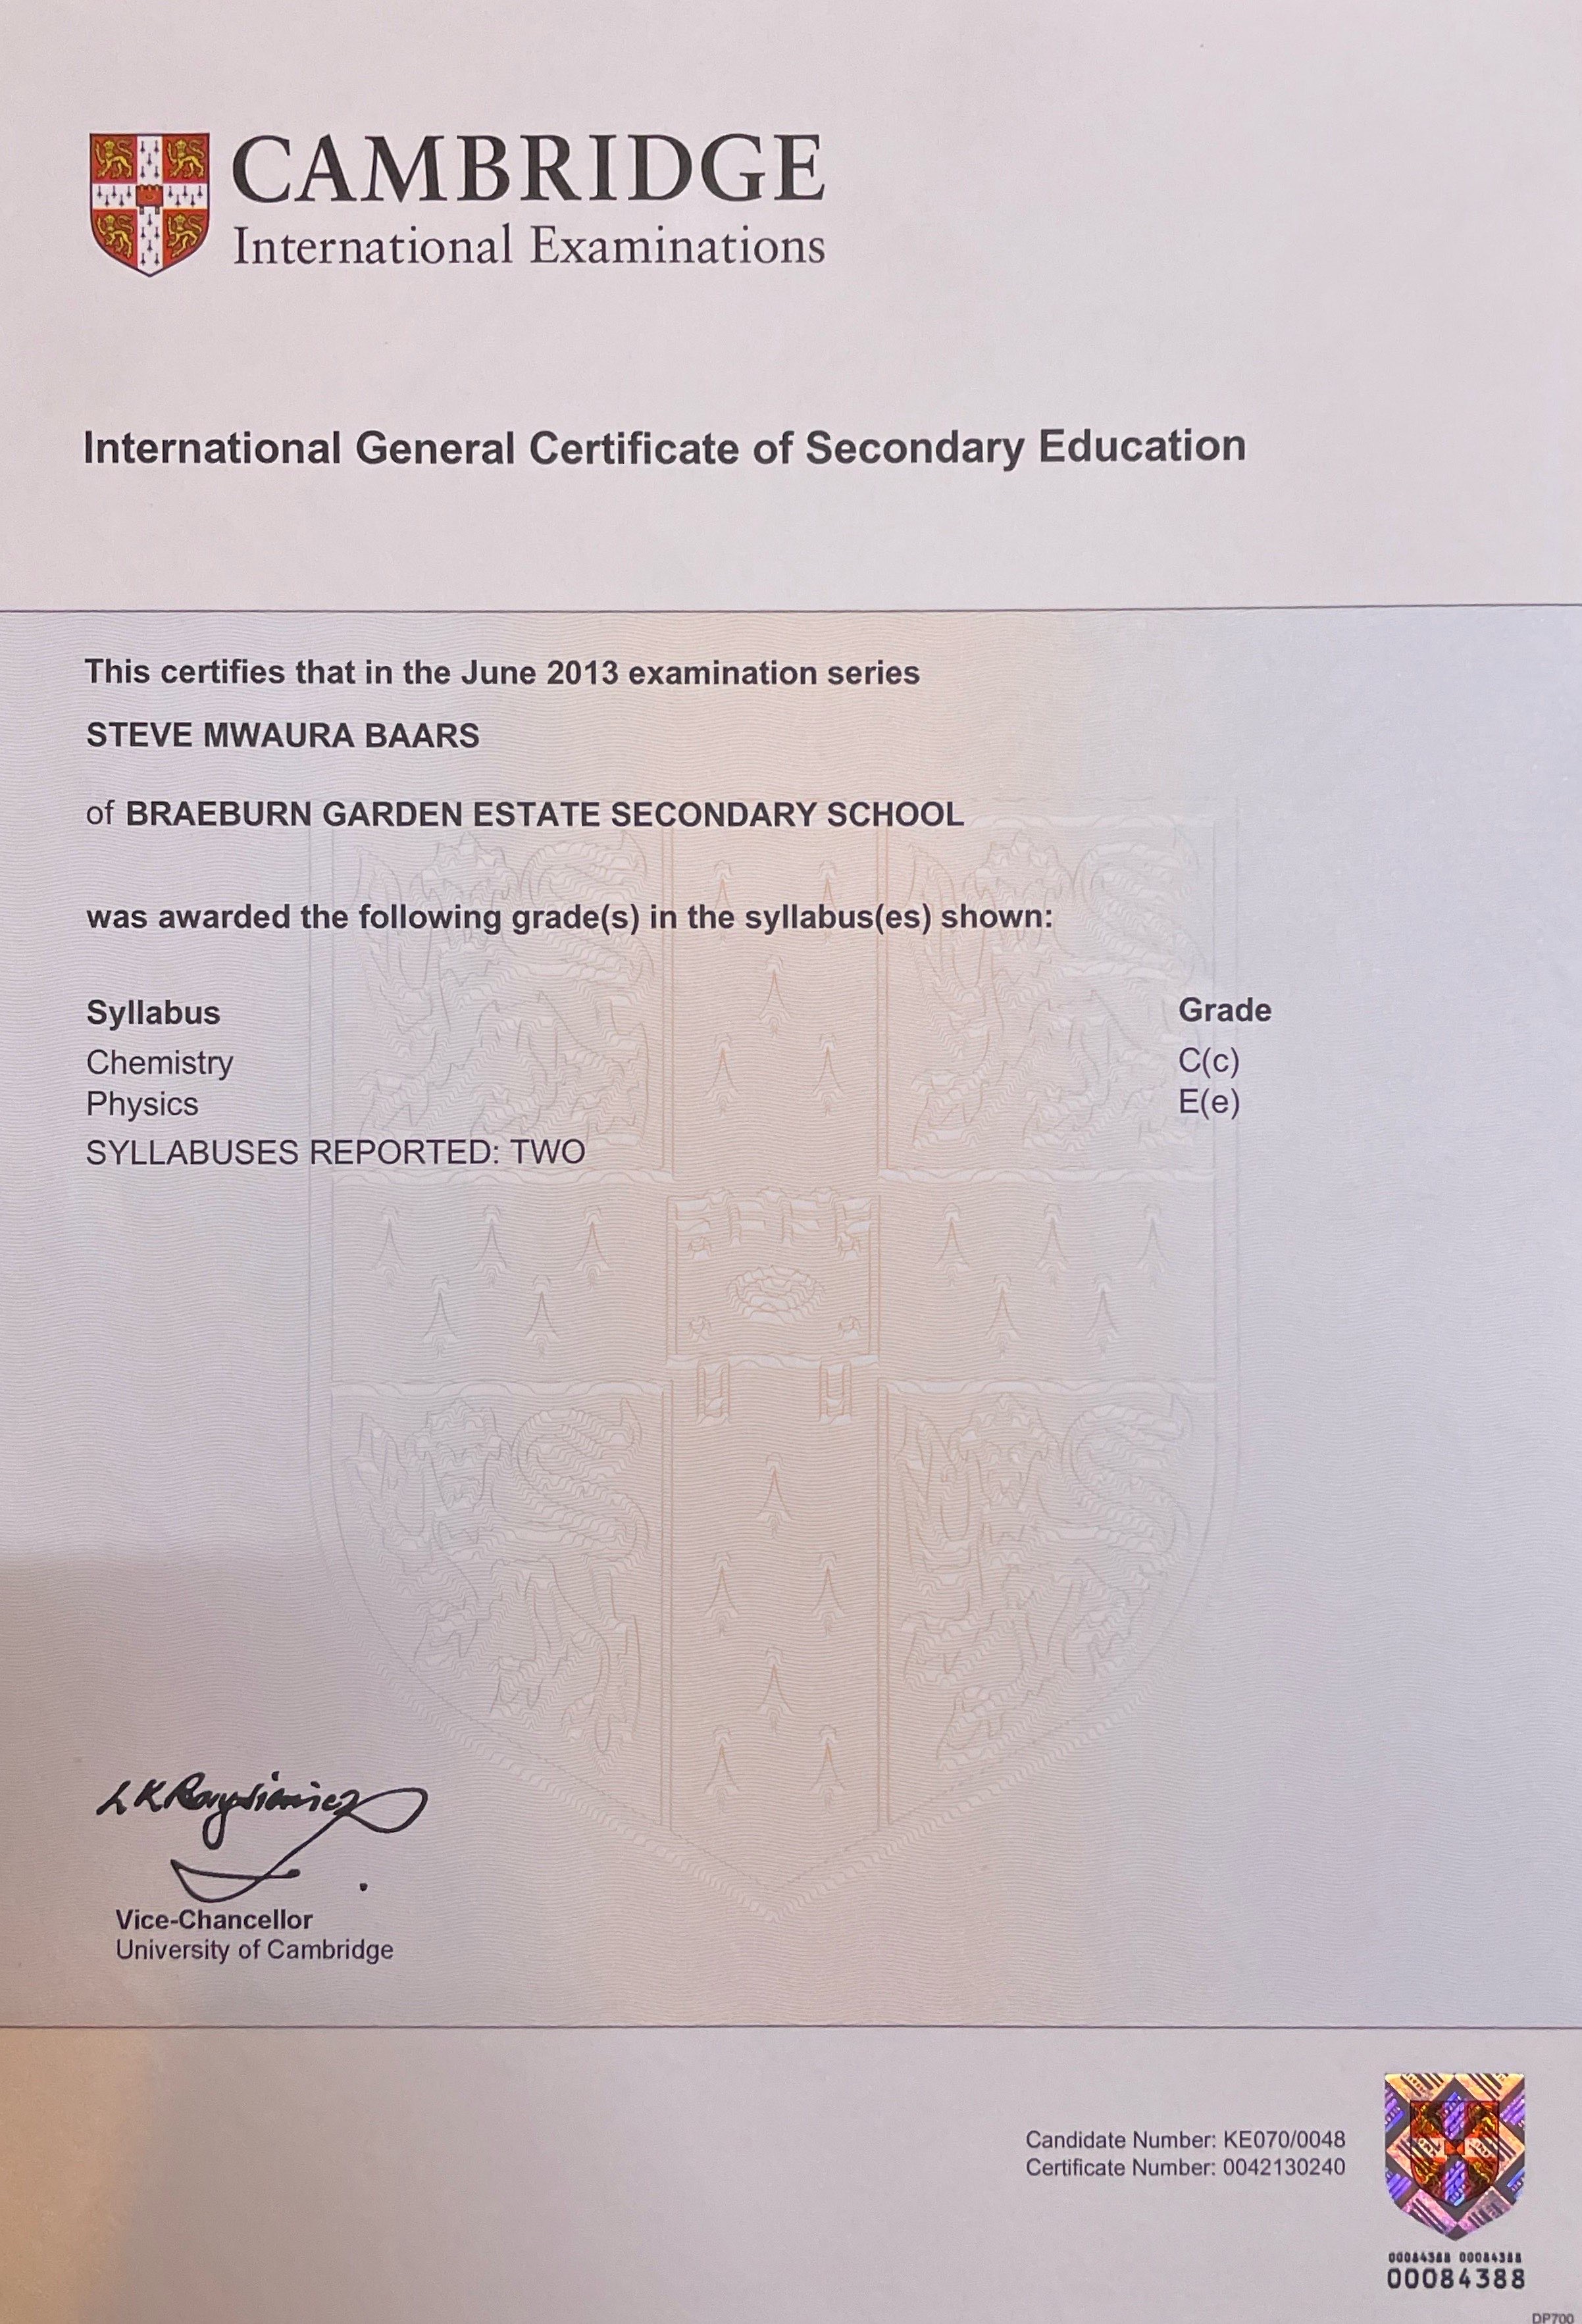 CAMBRIDGE
International Examinations
International General Certificate of Secondary Education
This certifies that in the June 2013 examination series
STEVE MWAURA BAARS
of BRAEBURN GARDEN ESTATE SECONDARY SCHOOL
was awarded the following grade(s) in the syllabus(es) shown:
Syllabus Grade
Chemistry C(c)
Physics E(e)
SYLLABUSES REPORTED: TWO
Vice-Chancellor
University of Cambridge
Candidate Number: KE070/0048
Certificate Number: 0042130240
00084388 00084388
00084388
DP700